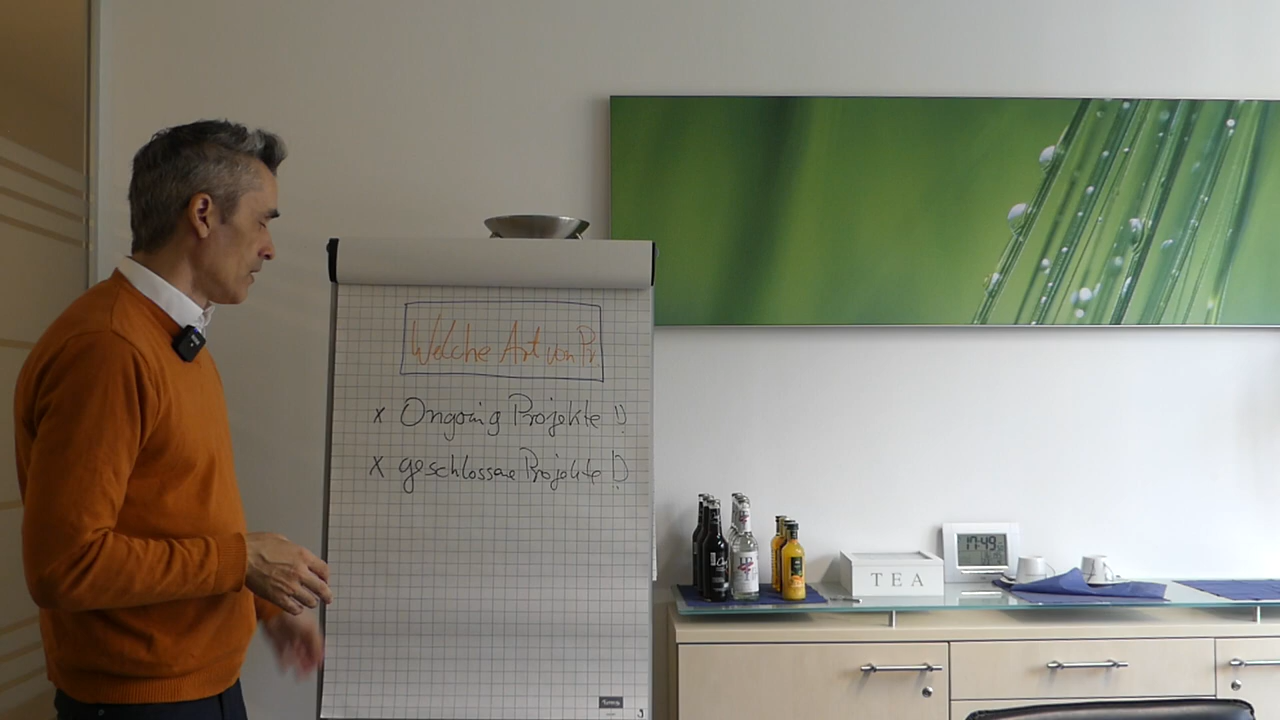 Welche Art von Pr.
x Ongoing Projekte !!
x geschlossene Projekte !!
17:49
TEA